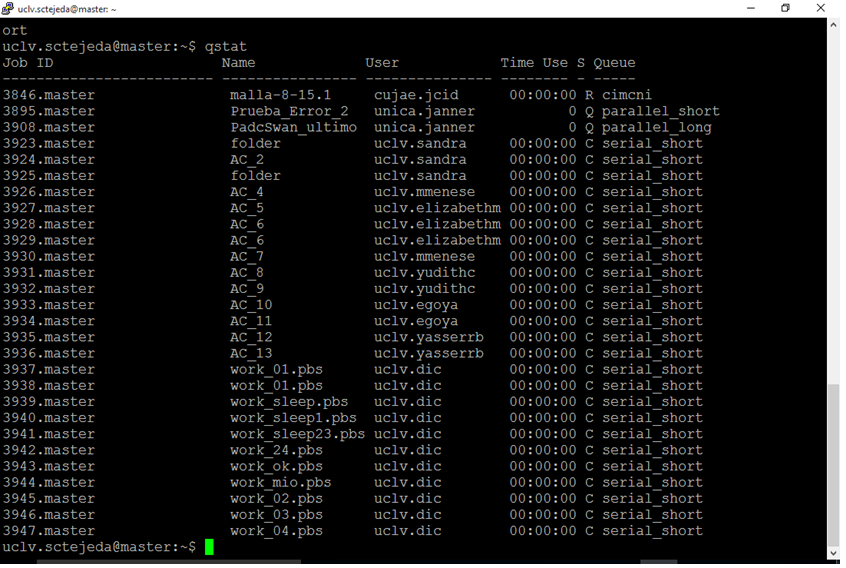 uclv.sctejeda@master: ~
ort
uclv.sctejeda@master:~$ qstat
Job ID                    Name             User            Time Use S Queue
------------------------- ---------------- --------------- -------- - -----
3846.master                malla-8-15.1     cujae.jcid      00:00:00 R cimcni
3895.master                Prueba_Error_2   unica.janner           0 Q parallel_short
3908.master                PadcSwan_ultimo  unica.janner           0 Q parallel_long
3923.master                folder           uclv.sandra     00:00:00 C serial_short
3924.master                AC_2             uclv.sandra     00:00:00 C serial_short
3925.master                folder           uclv.sandra     00:00:00 C serial_short
3926.master                AC_4             uclv.mmenese    00:00:00 C serial_short
3927.master                AC_5             uclv.elizabethm 00:00:00 C serial_short
3928.master                AC_6             uclv.elizabethm 00:00:00 C serial_short
3929.master                AC_6             uclv.elizabethm 00:00:00 C serial_short
3930.master                AC_7             uclv.mmenese    00:00:00 C serial_short
3931.master                AC_8             uclv.yudithc    00:00:00 C serial_short
3932.master                AC_9             uclv.yudithc    00:00:00 C serial_short
3933.master                AC_10            uclv.egoya      00:00:00 C serial_short
3934.master                AC_11            uclv.egoya      00:00:00 C serial_short
3935.master                AC_12            uclv.yasserrb   00:00:00 C serial_short
3936.master                AC_13            uclv.yasserrb   00:00:00 C serial_short
3937.master                work_01.pbs      uclv.dic        00:00:00 C serial_short
3938.master                work_01.pbs      uclv.dic        00:00:00 C serial_short
3939.master                work_sleep.pbs   uclv.dic        00:00:00 C serial_short
3940.master                work_sleep1.pbs  uclv.dic        00:00:00 C serial_short
3941.master                work_sleep23.pbs uclv.dic        00:00:00 C serial_short
3942.master                work_24.pbs      uclv.dic        00:00:00 C serial_short
3943.master                work_ok.pbs      uclv.dic        00:00:00 C serial_short
3944.master                work_mio.pbs     uclv.dic        00:00:00 C serial_short
3945.master                work_02.pbs      uclv.dic        00:00:00 C serial_short
3946.master                work_03.pbs      uclv.dic        00:00:00 C serial_short
3947.master                work_04.pbs      uclv.dic        00:00:00 C serial_short
uclv.sctejeda@master:~$